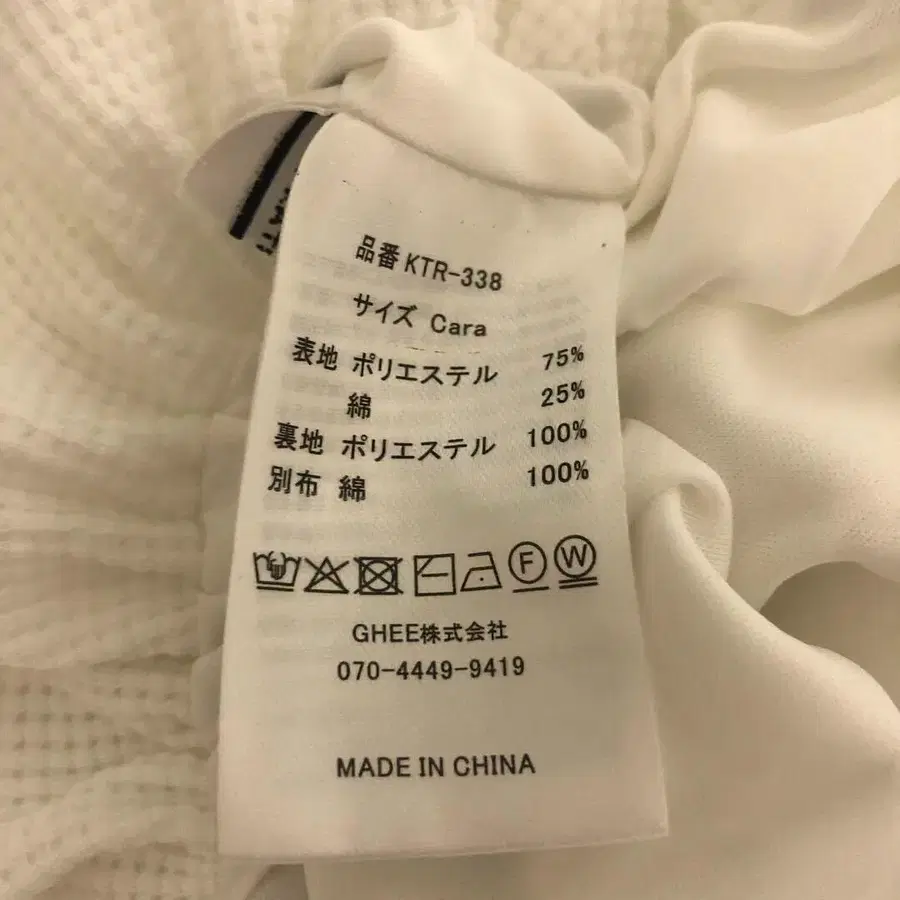 品番 KTR-338
サイズ Cara
表地 ポリエステル 75%
綿 25%
裏地 ポリエステル 100%
別布 綿 100%
F W
GHEE株式会社
070-4449-9419
MADE IN CHINA